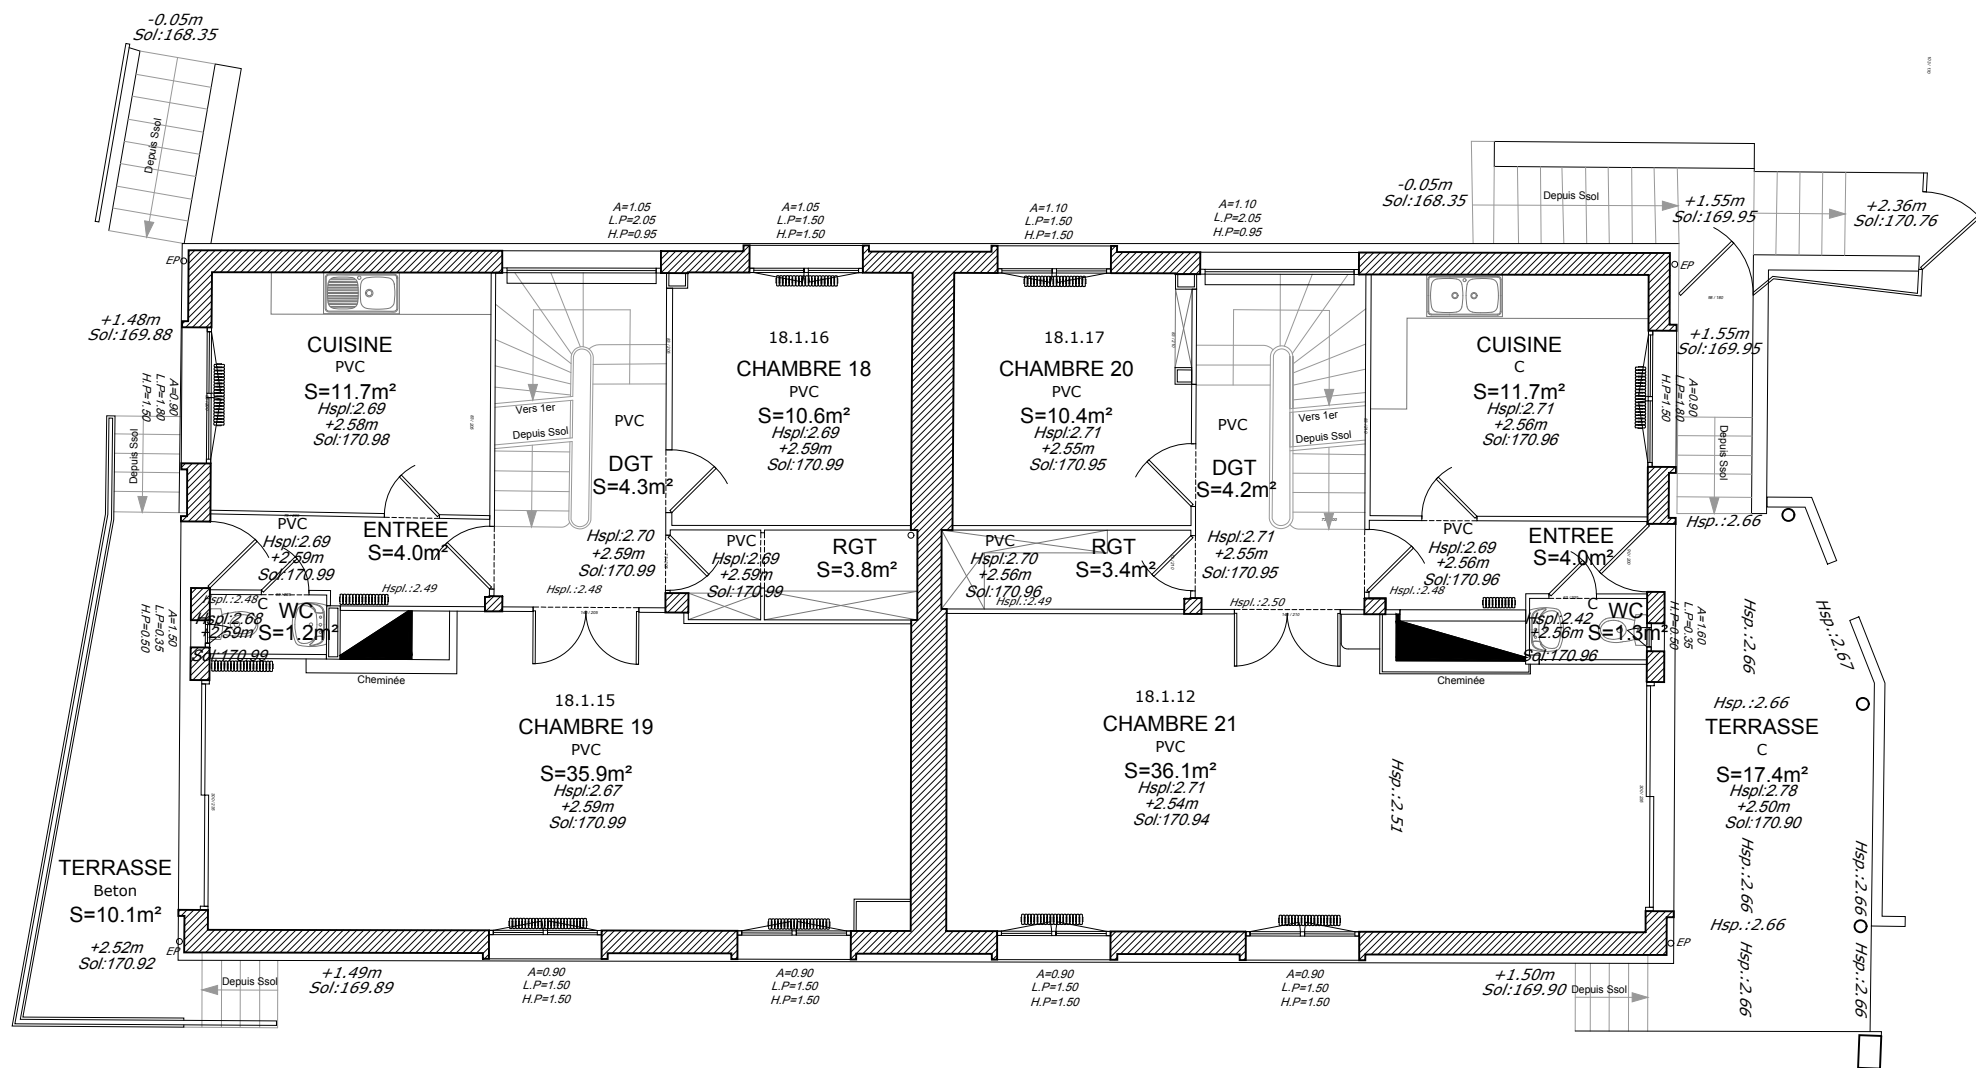 -0.05m
Sol:168.35
Depuis Ssol
A=1.05
L.P=2.05
H.P=0.95
A=1.05
L.P=1.50
H.P=1.50
A=1.10
L.P=1.50
H.P=1.50
A=1.10
L.P=2.05
H.P=0.95
-0.05m
Sol:168.35
Depuis Ssol
+1.55m
Sol:169.95
+2.36m
Sol:170.76
EP
EP
+1.48m
Sol:169.88
A=0.90
L.P=1.80
H.P=1.50
Depuis Ssol
CUISINE
PVC
S=11.7m²
Hspl:2.69
+2.58m
Sol:170.98
Vers 1er
Depuis Ssol
PVC
DGT
S=4.3m²
Hspl:2.70
+2.59m
Sol:170.99
18.1.16
CHAMBRE 18
PVC
S=10.6m²
Hspl:2.69
+2.59m
Sol:170.99
18.1.17
CHAMBRE 20
PVC
S=10.4m²
Hspl:2.71
+2.55m
Sol:170.95
PVC
DGT
S=4.2m²
Hspl:2.71
+2.55m
Sol:170.95
Vers 1er
Depuis Ssol
CUISINE
C
S=11.7m²
Hspl:2.71
+2.56m
Sol:170.96
+1.55m
Sol:169.95
A=0.90
L.P=1.80
H.P=1.50
Depuis Ssol
Hsp.:2.66
PVC
Hspl:2.69
+2.59m
Sol:170.99
ENTREE
S=4.0m²
Hspl.:2.49
Hspl.:2.48
PVC
Hspl:2.69
+2.59m
Sol:170.99
RGT
S=3.8m²
PVC
Hspl:2.70
+2.56m
Sol:170.96
Hspl.:2.49
RGT
S=3.4m²
Hspl.:2.50
PVC
Hspl:2.69
+2.56m
Sol:170.96
Hspl.:2.48
ENTREE
S=4.0m²
A=1.50
L.P=0.35
H.P=0.50
Hspl.:2.48
C
Hspl:2.68
+2.59m
Sol:170.99
WC
S=1.2m²
Cheminée
C
Hspl:2.42
+2.56m
Sol:170.96
WC
S=1.3m²
Cheminée
A=1.60
L.P=0.35
H.P=0.50
Hsp.:2.66
Hsp.:2.67
18.1.15
CHAMBRE 19
PVC
S=35.9m²
Hspl:2.67
+2.59m
Sol:170.99
18.1.12
CHAMBRE 21
PVC
S=36.1m²
Hspl:2.71
+2.54m
Sol:170.94
Hsp.:2.51
Hsp.:2.66
TERRASSE
C
S=17.4m²
Hspl:2.78
+2.50m
Sol:170.90
Hsp.:2.66
Hsp.:2.66
Hsp.:2.66
Hsp.:2.66
Hsp.:2.66
TERRASSE
Beton
S=10.1m²
+2.52m
Sol:170.92
EP
EP
Depuis Ssol
+1.49m
Sol:169.89
A=0.90
L.P=1.50
H.P=1.50
A=0.90
L.P=1.50
H.P=1.50
A=0.90
L.P=1.50
H.P=1.50
A=0.90
L.P=1.50
H.P=1.50
+1.50m
Sol:169.90
Depuis Ssol